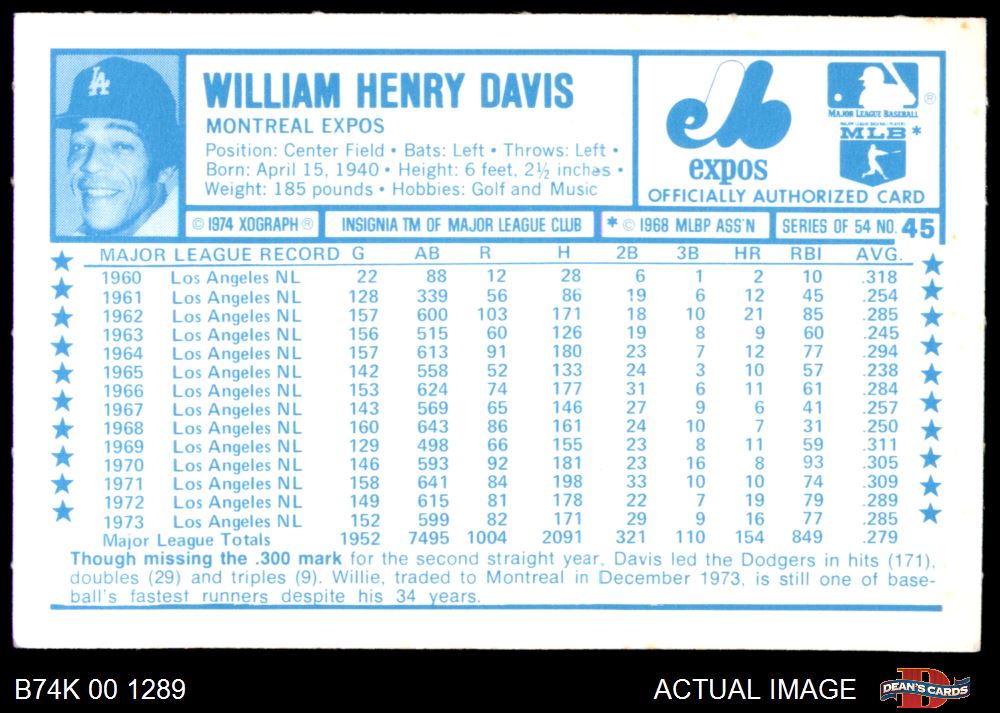 LA
WILLIAM HENRY DAVIS
MONTREAL EXPOS
Position: Center Field • Bats: Left • Throws: Left •
Born: April 15, 1940 • Height: 6 feet, 2½ inches •
Weight: 185 pounds • Hobbies: Golf and Music
expos
®
MAJOR LEAGUE BASEBALL
MAJOR LEAGUE BASEBALL PLAYERS
MLB*
OFFICIALLY AUTHORIZED CARD
© 1974 XOGRAPH ® INSIGNIA TM OF MAJOR LEAGUE CLUB * © 1968 MLBP ASS'N SERIES OF 54 NO. 45
MAJOR LEAGUE RECORD G AB R H 2B 3B HR RBI AVG.
1960 Los Angeles NL 22 88 12 28 6 1 2 10 .318
1961 Los Angeles NL 128 339 56 86 19 6 12 45 .254
1962 Los Angeles NL 157 600 103 171 18 10 21 85 .285
1963 Los Angeles NL 156 515 60 126 19 8 9 60 .245
1964 Los Angeles NL 157 613 91 180 23 7 12 77 .294
1965 Los Angeles NL 142 558 52 133 24 3 10 57 .238
1966 Los Angeles NL 153 624 74 177 31 6 11 61 .284
1967 Los Angeles NL 143 569 65 146 27 9 6 41 .257
1968 Los Angeles NL 160 643 86 161 24 10 7 31 .250
1969 Los Angeles NL 129 498 66 155 23 8 11 59 .311
1970 Los Angeles NL 146 593 92 181 23 16 8 93 .305
1971 Los Angeles NL 158 641 84 198 33 10 10 74 .309
1972 Los Angeles NL 149 615 81 178 22 7 19 79 .289
1973 Los Angeles NL 152 599 82 171 29 9 16 77 .285
Major League Totals 1952 7495 1004 2091 321 110 154 849 .279
Though missing the .300 mark for the second straight year, Davis led the Dodgers in hits (171),
doubles (29) and triples (9). Willie, traded to Montreal in December 1973, is still one of base-
ball's fastest runners despite his 34 years.
B74K 00 1289
ACTUAL IMAGE
DEAN'S CARDS